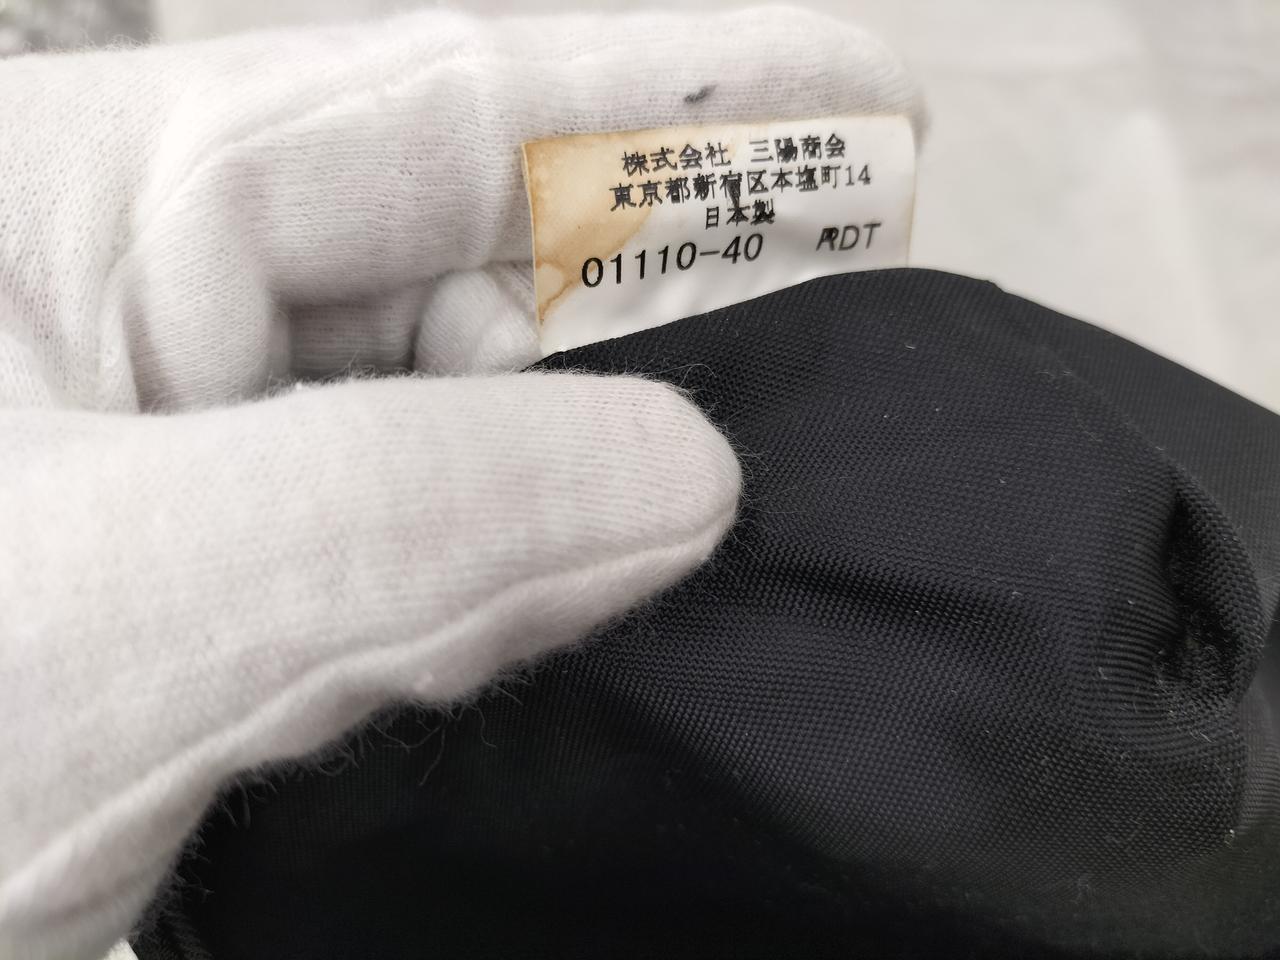 株式会社 三陽商会
東京都新宿区本塩町14
日本製
01110-40 RDT